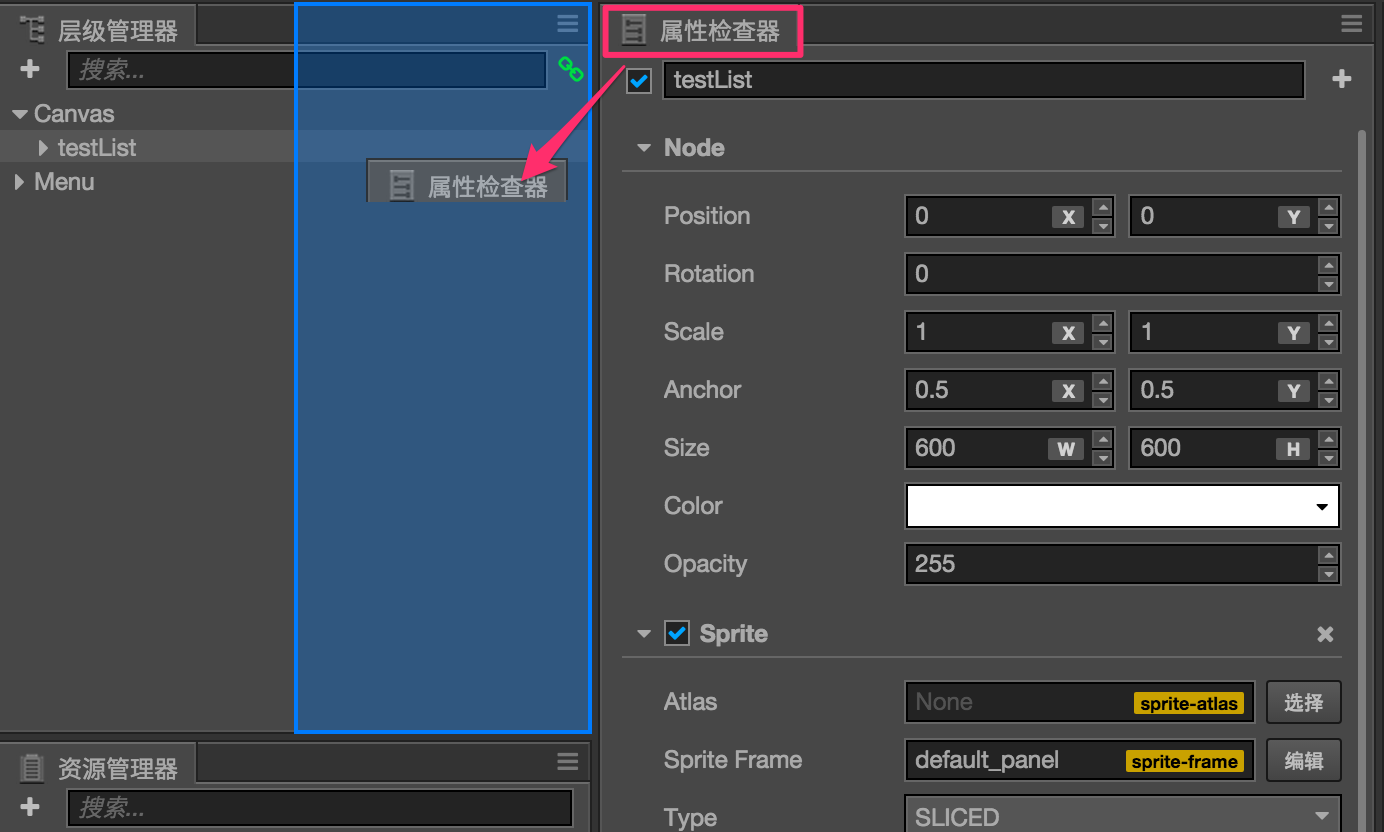 层级管理器
搜索...
Canvas
testList
Menu
属性检查器
资源管理器
搜索...
属性检查器
testList
Node
Position 0 X 0 Y
Rotation 0
Scale 1 X 1 Y
Anchor 0.5 X 0.5 Y
Size 600 W 600 H
Color
Opacity 255
Sprite
Atlas None sprite-atlas 选择
Sprite Frame default_panel sprite-frame 编辑
Type SLICED